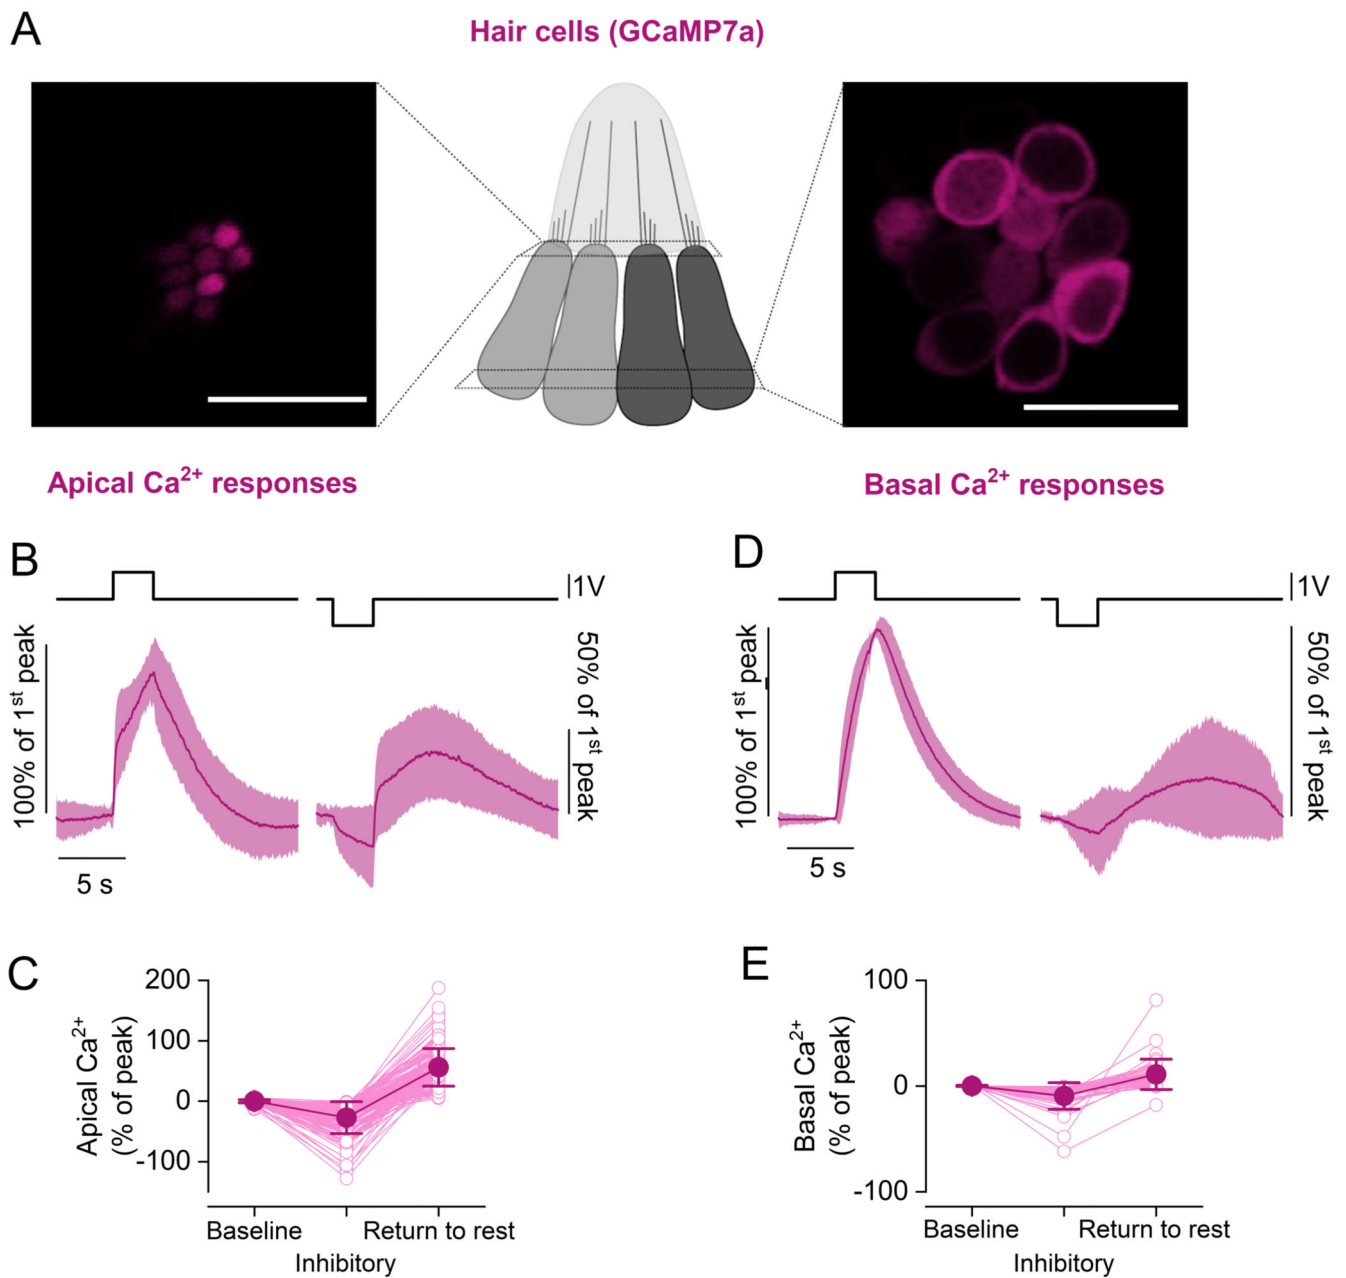 A
Hair cells (GCaMP7a)
Apical Ca2+ responses
Basal Ca2+ responses
B
1V
100% of 1st peak
50% of 1st peak
5 s
D
1V
100% of 1st peak
50% of 1st peak
5 s
C
Apical Ca2+
(% of peak)
200
100
0
-100
Baseline
Inhibitory
Return to rest
E
Basal Ca2+
(% of peak)
100
0
-100
Baseline
Inhibitory
Return to rest